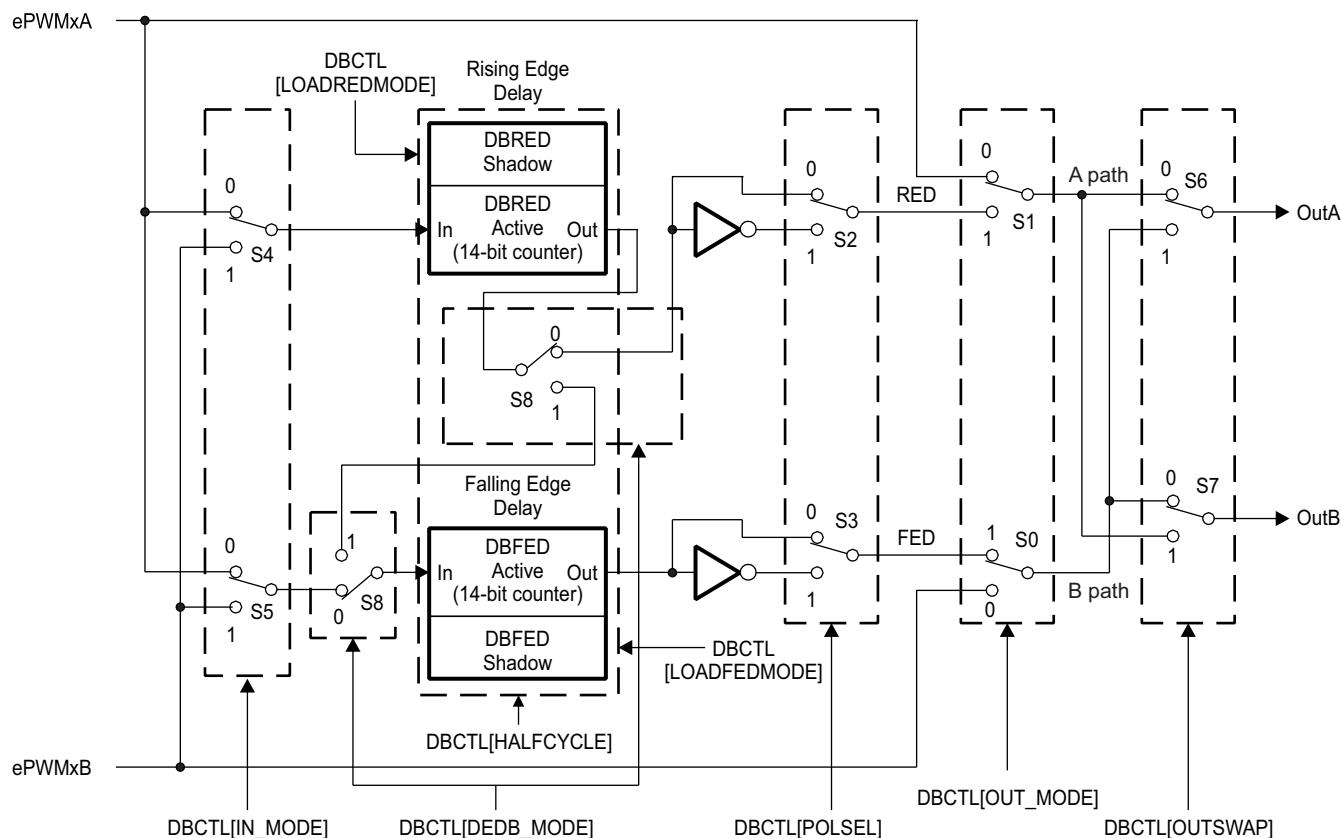 ePWMxA
DBCTL
[LOADREDMODE]
Rising Edge
Delay
DBRED
Shadow
DBRED
Active
(14-bit counter)
In
Out
0
S4
1
0
S2
1
RED
0
S1
1
A path
0
S6
1
OutA
0
S8
1
Falling Edge
Delay
0
S5
1
1
S8
0
In
DBFED
Active
(14-bit counter)
Out
DBFED
Shadow
0
S3
1
FED
1
S0
0
B path
0
S7
1
OutB
DBCTL
[LOADFEDMODE]
DBCTL[HALFCYCLE]
ePWMxB
DBCTL[IN_MODE]
DBCTL[DEDB_MODE]
DBCTL[POLSEL]
DBCTL[OUT_MODE]
DBCTL[OUTSWAP]